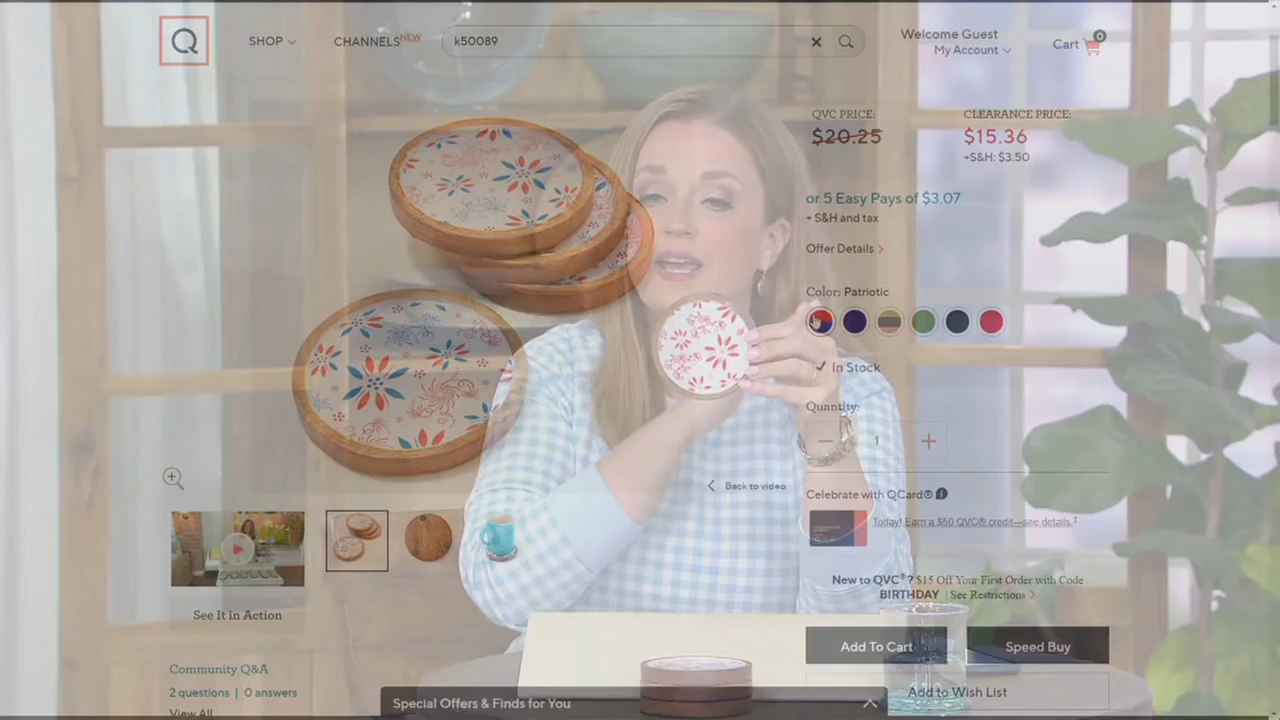 Q
SHOP
CHANNELS NEW
k50089
Welcome Guest
My Account
Cart 0
QVC PRICE:
$20.25
CLEARANCE PRICE:
$15.36
+S&H: $3.50
or 5 Easy Pays of $3.07
+ S&H and tax
Offer Details
Color: Patriotic
In Stock
Quantity:
1
Back to video
Celebrate with QCard®
Today! Earn a $50 QVC® credit—see details.‡
New to QVC®? $15 Off Your First Order with Code
BIRTHDAY | See Restrictions
See It in Action
Add To Cart
Speed Buy
Community Q&A
2 questions | 0 answers
View All
Add to Wish List
Special Offers & Finds for You